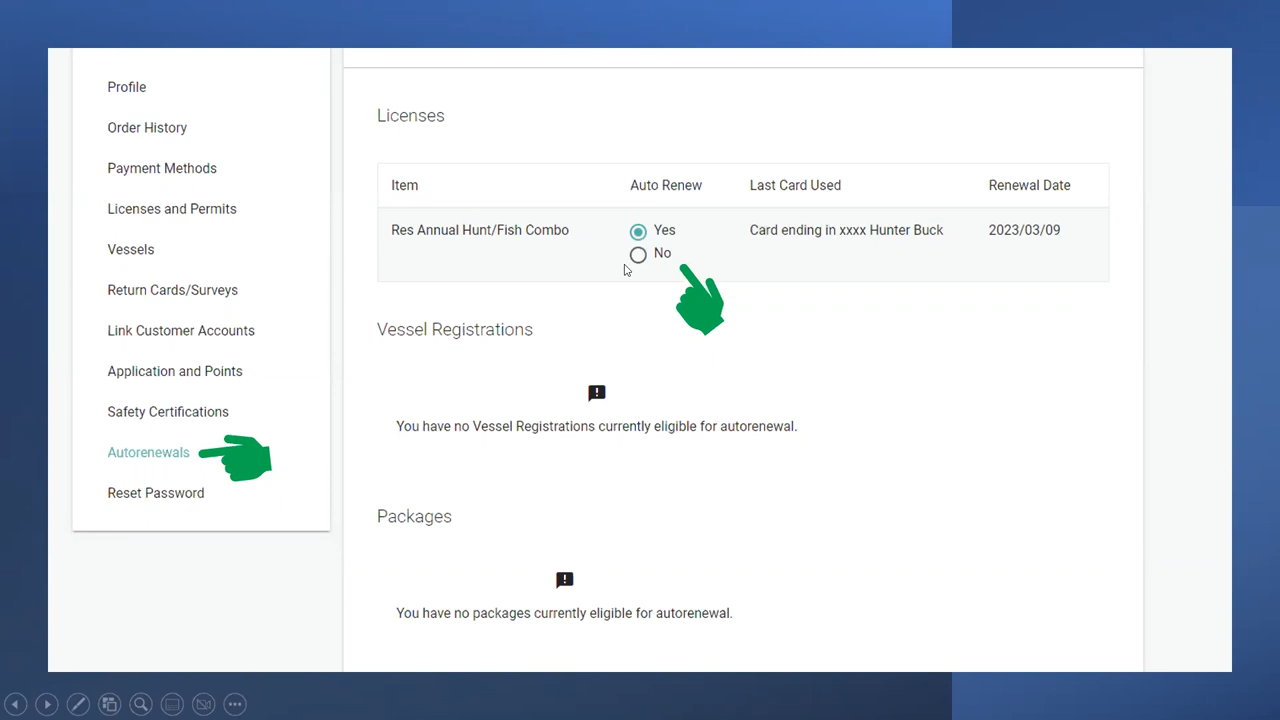 Profile
Order History
Payment Methods
Licenses and Permits
Vessels
Return Cards/Surveys
Link Customer Accounts
Application and Points
Safety Certifications
Autorenewals
Reset Password
Licenses
Item Auto Renew Last Card Used Renewal Date
Res Annual Hunt/Fish Combo Yes Card ending in xxxx Hunter Buck 2023/03/09
No
Vessel Registrations
You have no Vessel Registrations currently eligible for autorenewal.
Packages
You have no packages currently eligible for autorenewal.